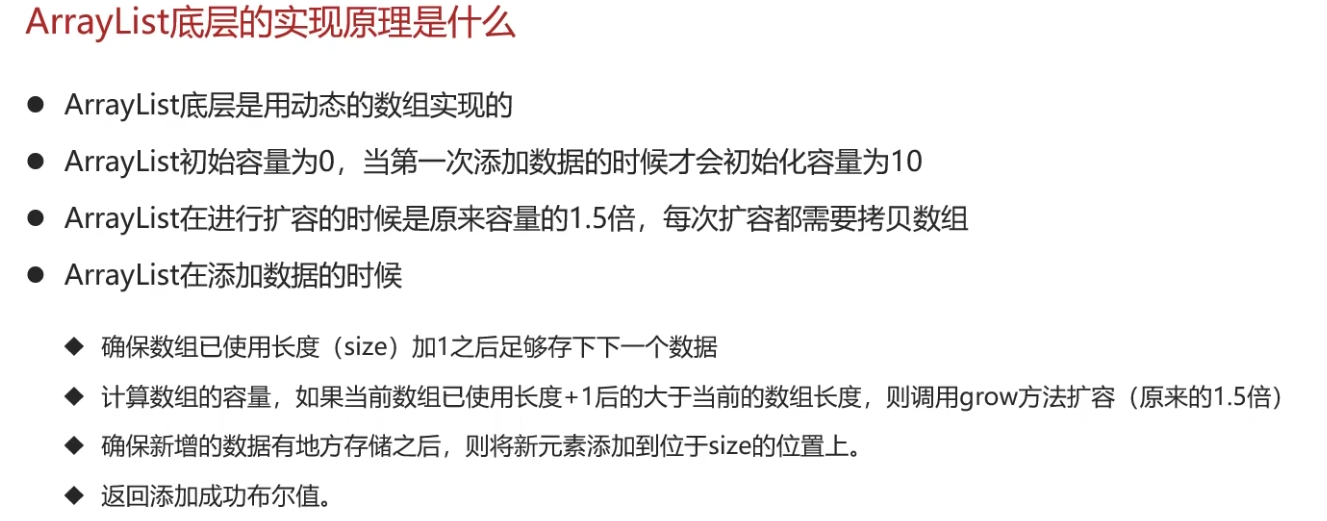 ArrayList底层的实现原理是什么
● ArrayList底层是用动态的数组实现的
● ArrayList初始容量为0，当第一次添加数据的时候才会初始化容量为10
● ArrayList在进行扩容的时候是原来容量的1.5倍，每次扩容都需要拷贝数组
● ArrayList在添加数据的时候
◆ 确保数组已使用长度（size）加1之后足够存下下一个数据
◆ 计算数组的容量，如果当前数组已使用长度+1后的大于当前的数组长度，则调用grow方法扩容（原来的1.5倍）
◆ 确保新增的数据有地方存储之后，则将新元素添加到位于size的位置上。
◆ 返回添加成功布尔值。